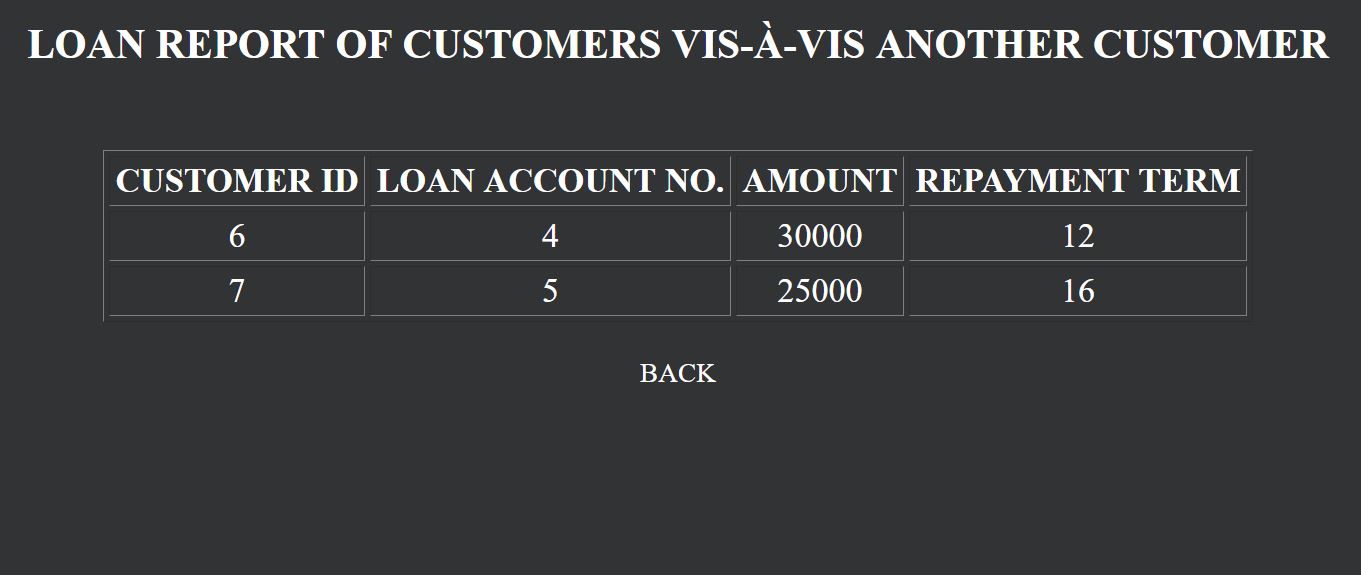 LOAN REPORT OF CUSTOMERS VIS-À-VIS ANOTHER CUSTOMER
CUSTOMER ID LOAN ACCOUNT NO. AMOUNT REPAYMENT TERM
6 4 30000 12
7 5 25000 16
BACK